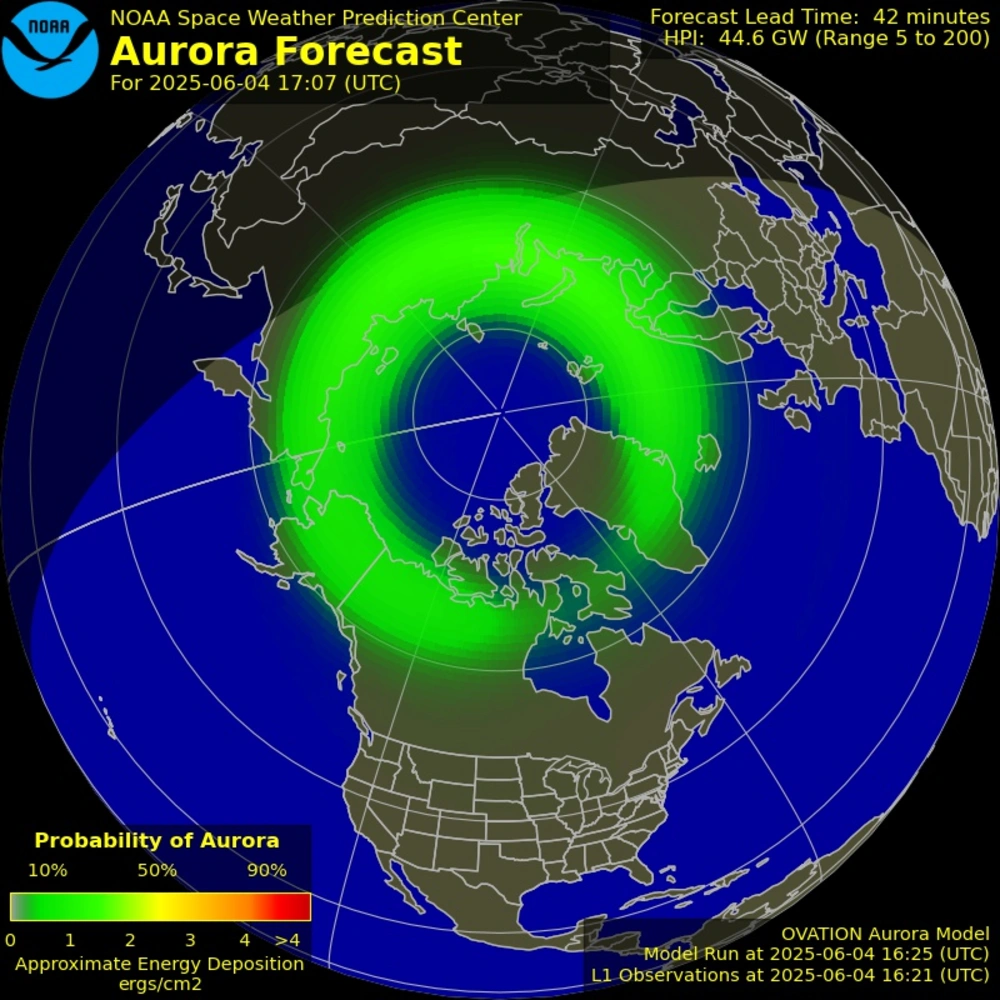 NOAA
NOAA Space Weather Prediction Center
Aurora Forecast
For 2025-06-04 17:07 (UTC)
Forecast Lead Time: 42 minutes
HPI: 44.6 GW (Range 5 to 200)
Probability of Aurora
10% 50% 90%
0 1 2 3 4 >4
Approximate Energy Deposition
ergs/cm2
OVATION Aurora Model
Model Run at 2025-06-04 16:25 (UTC)
L1 Observations at 2025-06-04 16:21 (UTC)